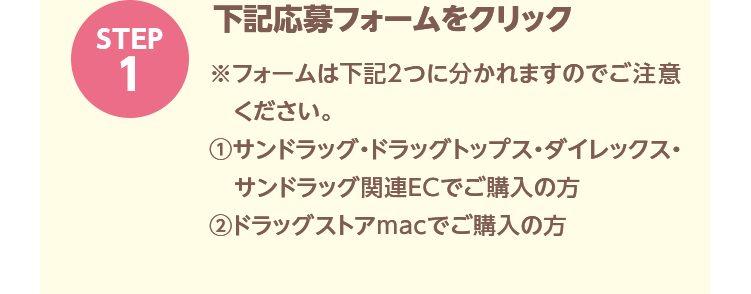 STEP
1
下記応募フォームをクリック
※フォームは下記2つに分かれますのでご注意
ください。
①サンドラッグ・ドラッグトップス・ダイレックス・
サンドラッグ関連ECでご購入の方
②ドラッグストアmacでご購入の方